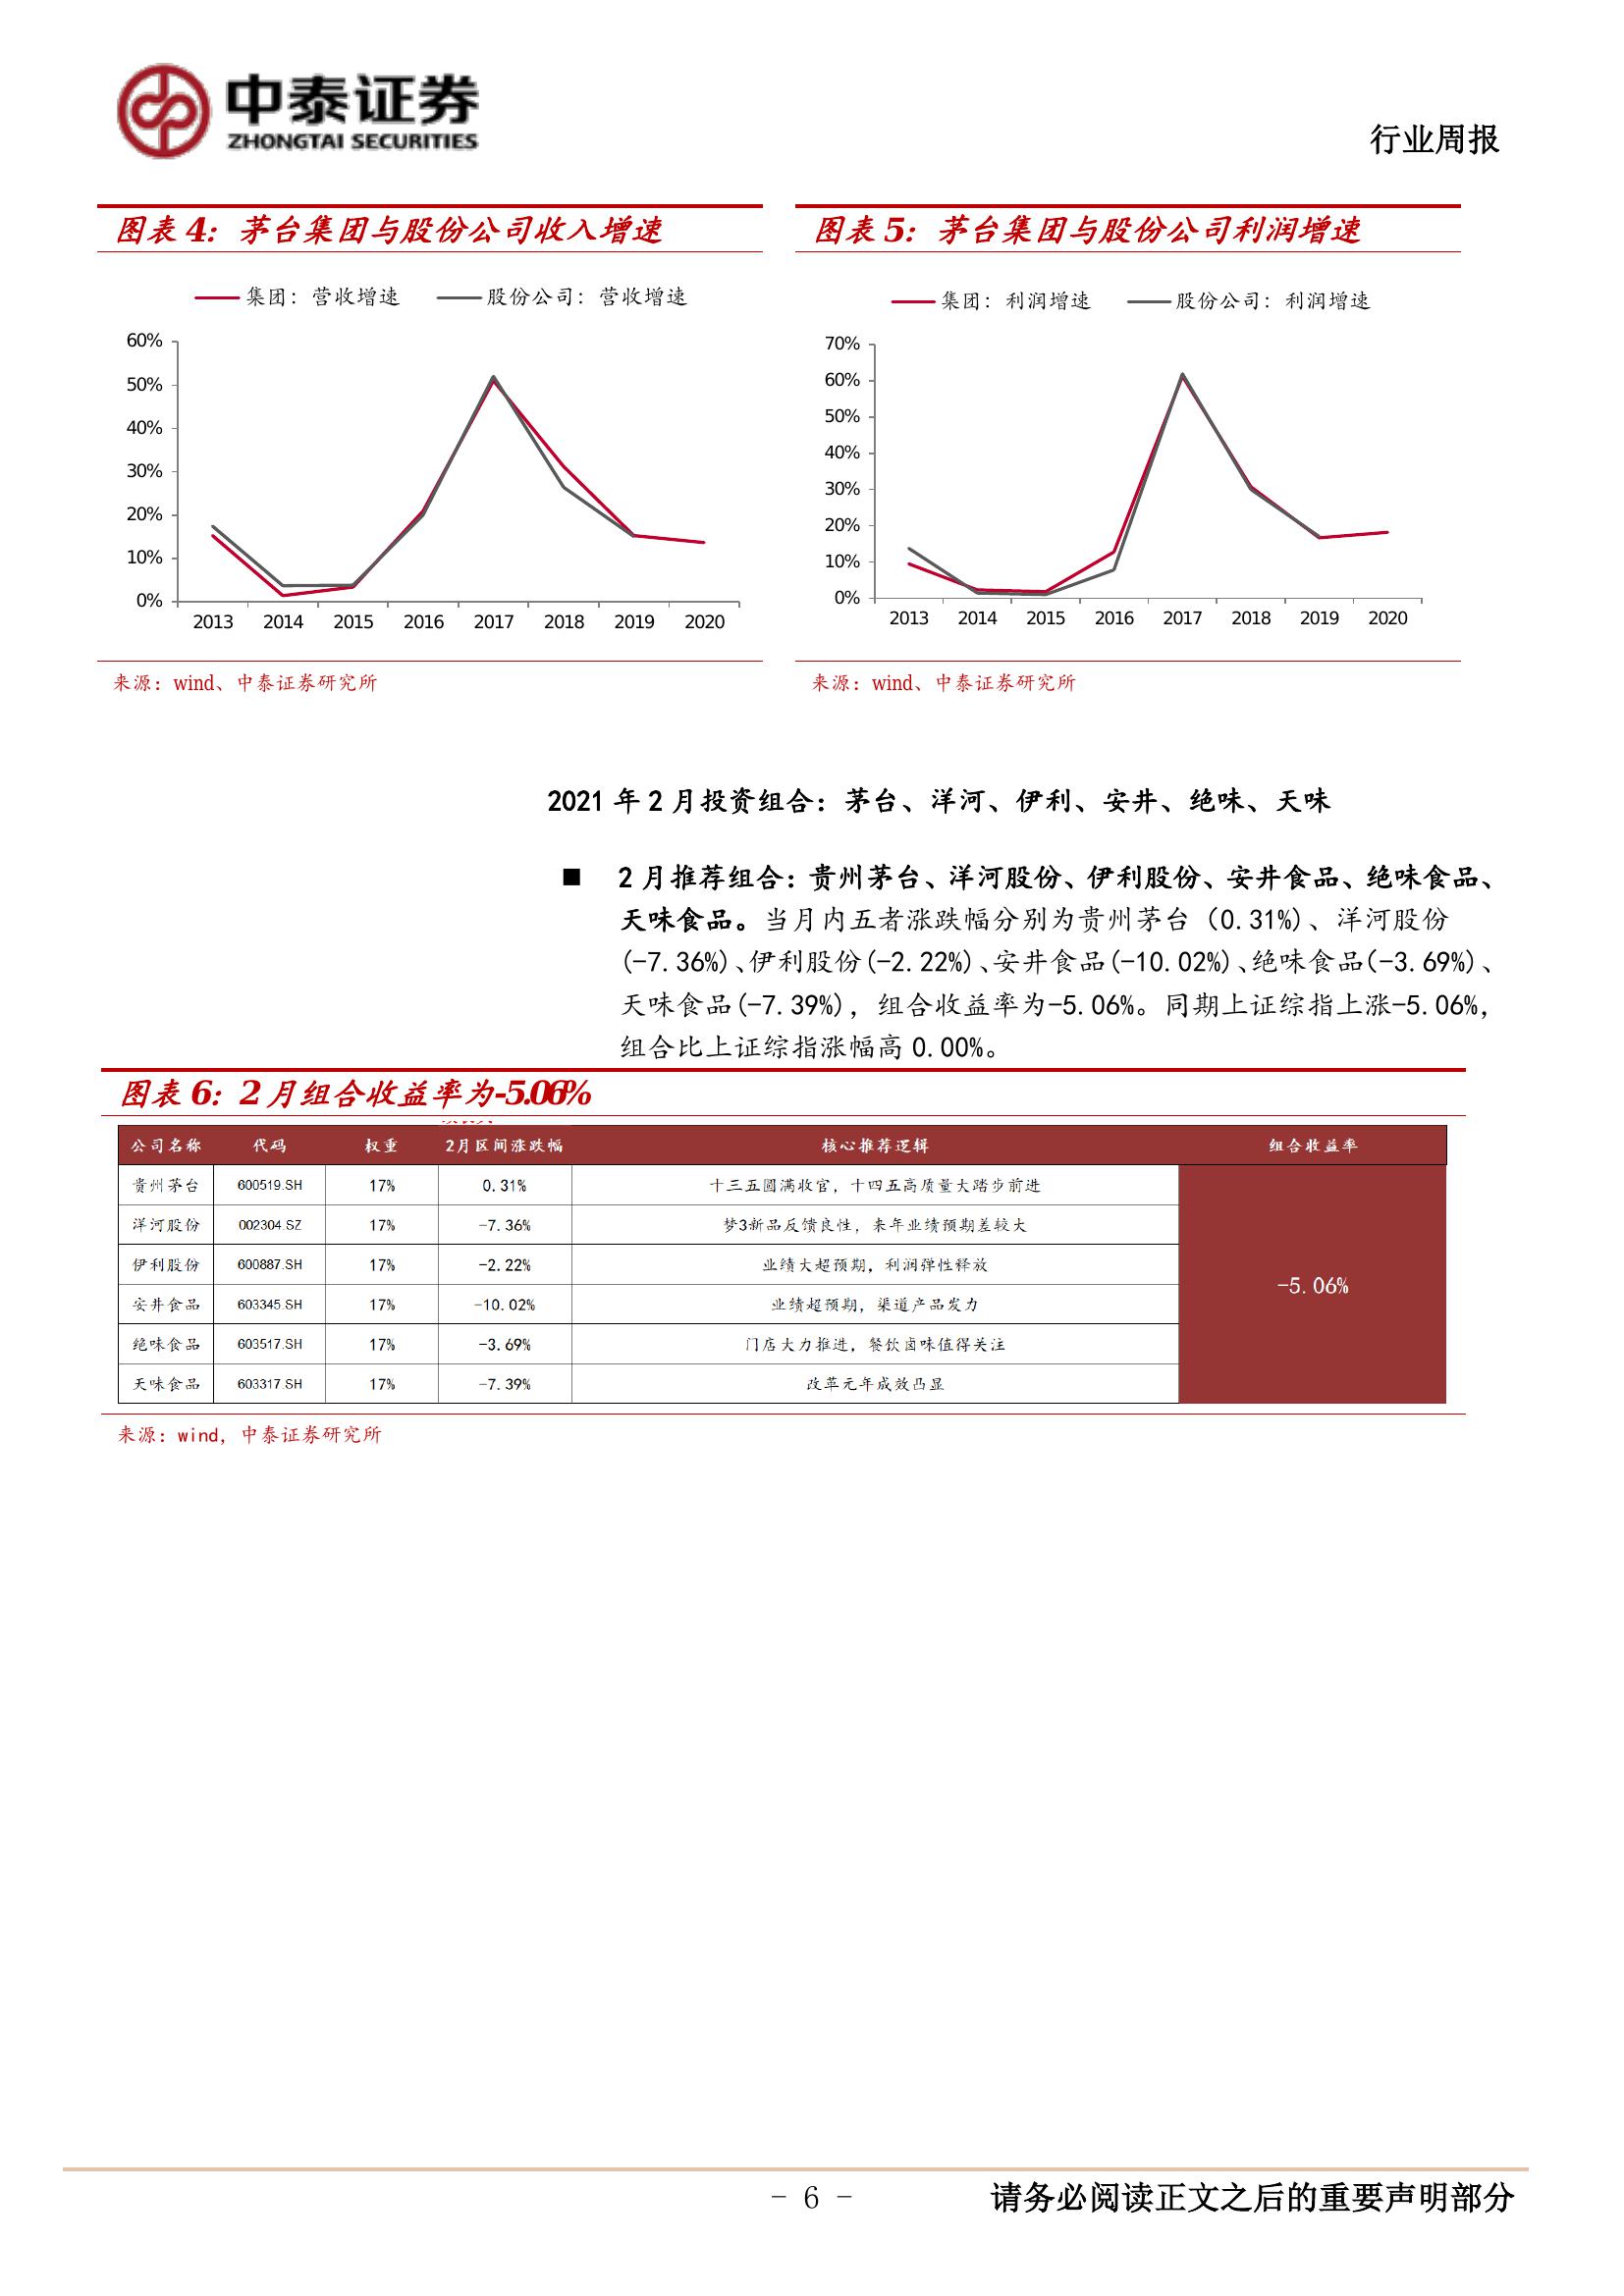 中泰证券
ZHONGTAI SECURITIES
行业周报
图表 4：茅台集团与股份公司收入增速
集团：营收增速 股份公司：营收增速
60%
50%
40%
30%
20%
10%
0%
2013 2014 2015 2016 2017 2018 2019 2020
来源：wind、中泰证券研究所
图表 5：茅台集团与股份公司利润增速
集团：利润增速 股份公司：利润增速
70%
60%
50%
40%
30%
20%
10%
0%
2013 2014 2015 2016 2017 2018 2019 2020
来源：wind、中泰证券研究所
2021 年 2 月投资组合：茅台、洋河、伊利、安井、绝味、天味
■ 2 月推荐组合：贵州茅台、洋河股份、伊利股份、安井食品、绝味食品、
天味食品。当月内五者涨跌幅分别为贵州茅台（0.31%）、洋河股份
(-7.36%)、伊利股份(-2.22%)、安井食品(-10.02%)、绝味食品(-3.69%)、
天味食品(-7.39%)，组合收益率为-5.06%。同期上证综指上涨-5.06%，
组合比上证综指涨幅高 0.00%。
图表 6：2 月组合收益率为-5.06%
公司名称 代码 权重 2月区间涨跌幅 核心推荐逻辑 组合收益率
贵州茅台 600519.SH 17% 0.31% 十三五圆满收官，十四五高质量大踏步前进
洋河股份 002304.SZ 17% -7.36% 梦3新品反馈良性，来年业绩预期差较大
伊利股份 600887.SH 17% -2.22% 业绩大超预期，利润弹性释放
-5.06%
安井食品 603345.SH 17% -10.02% 业绩超预期，渠道产品发力
绝味食品 603517.SH 17% -3.69% 门店大力推进，餐饮卤味值得关注
天味食品 603317.SH 17% -7.39% 改革元年成效凸显
来源：wind，中泰证券研究所
- 6 -
请务必阅读正文之后的重要声明部分